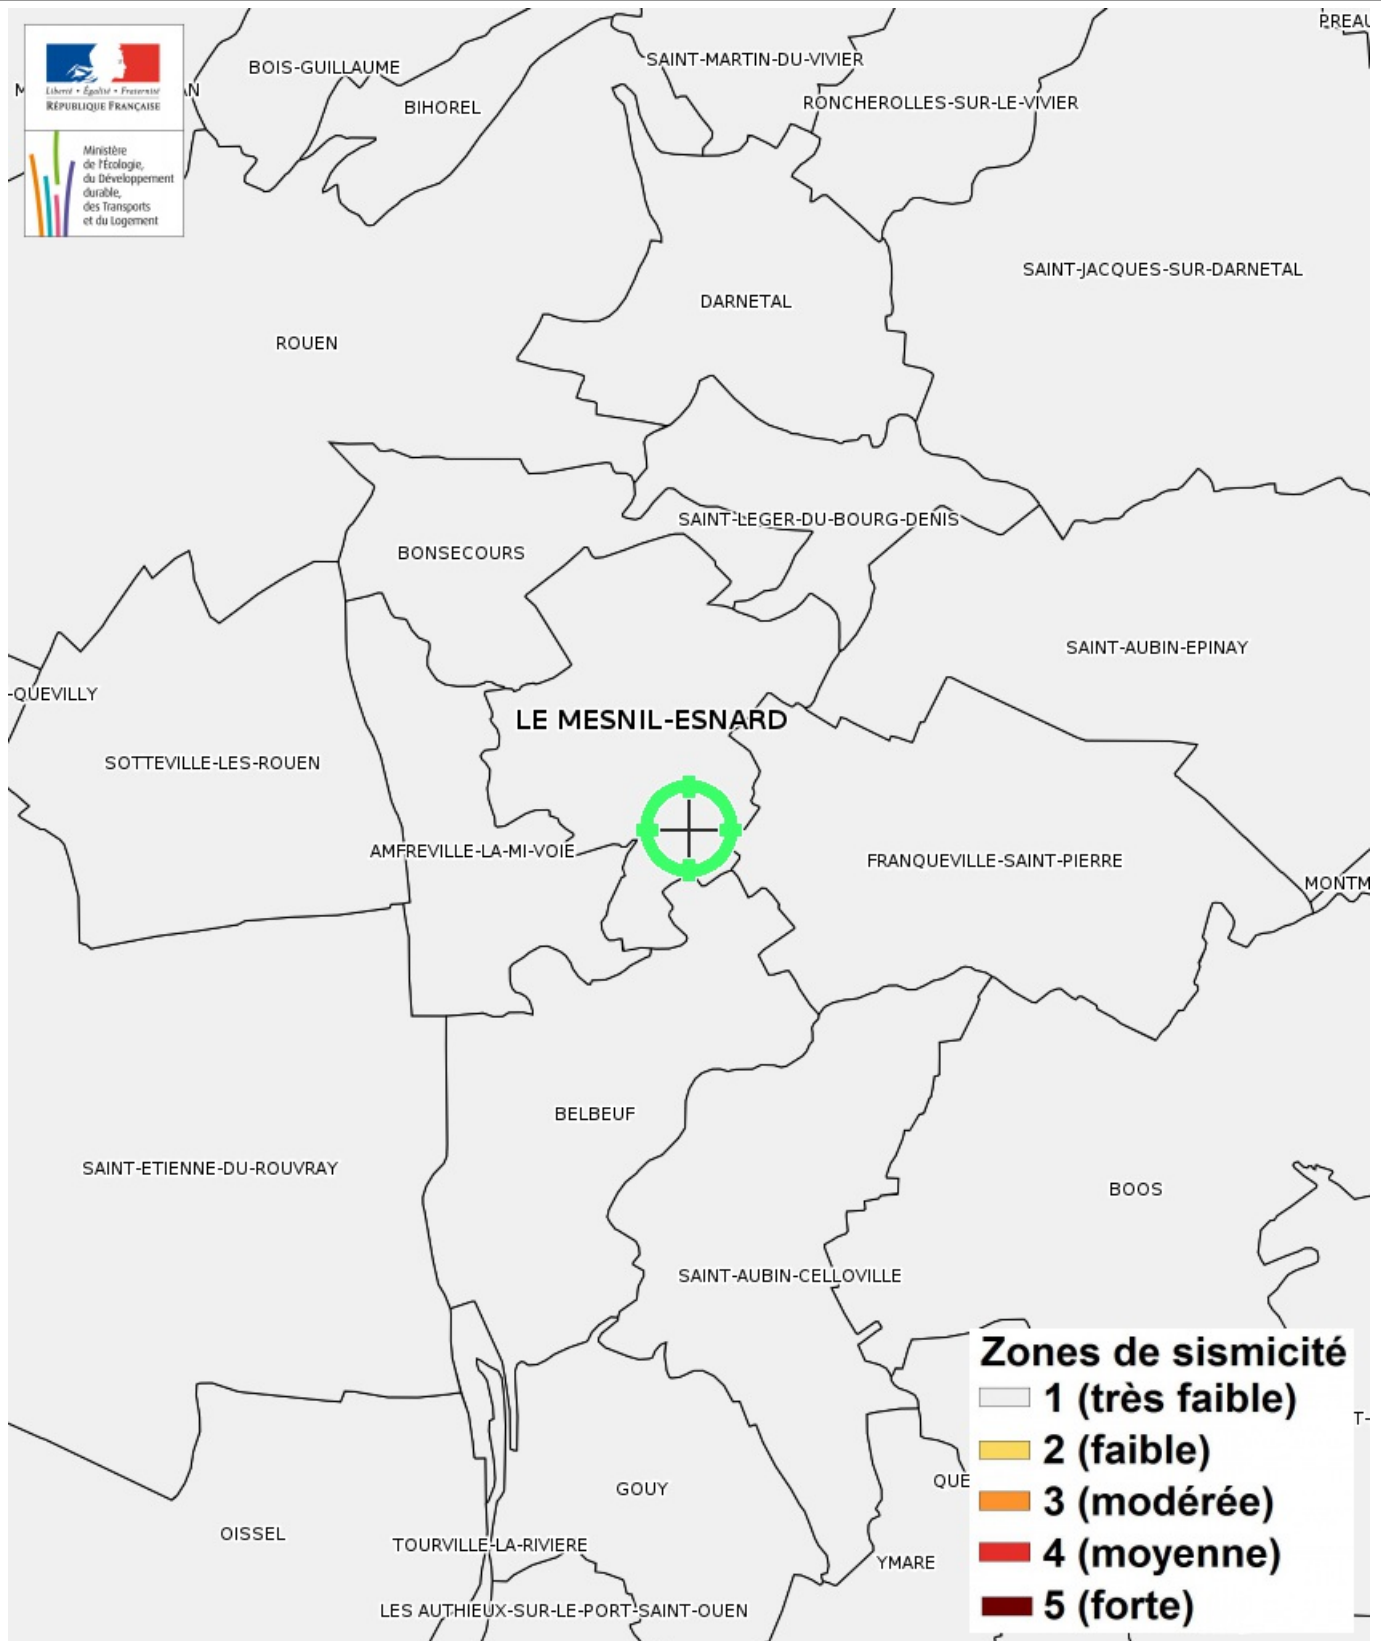 PREAU
BOIS-GUILLAUME
SAINT-MARTIN-DU-VIVIER
Liberté • Égalité • Fraternité
RÉPUBLIQUE FRANÇAISE
BIHOREL
RONCHEROLLES-SUR-LE-VIVIER
Ministère
de l'Écologie,
du Développement
durable,
des Transports
et du Logement
SAINT-JACQUES-SUR-DARNETAL
DARNETAL
ROUEN
SAINT-LEGER-DU-BOURG-DENIS
BONSECOURS
SAINT-AUBIN-EPINAY
-QUEVILLY
LE MESNIL-ESNARD
SOTTEVILLE-LES-ROUEN
AMFREVILLE-LA-MI-VOIE
FRANQUEVILLE-SAINT-PIERRE
MONTM
BELBEUF
SAINT-ETIENNE-DU-ROUVRAY
BOOS
SAINT-AUBIN-CELLOVILLE
Zones de sismicité
1 (très faible)
2 (faible)
3 (modérée)
4 (moyenne)
5 (forte)
T-
QUE
GOUY
OISSEL
TOURVILLE-LA-RIVIERE
YMARE
LES AUTHIEUX-SUR-LE-PORT-SAINT-OUEN